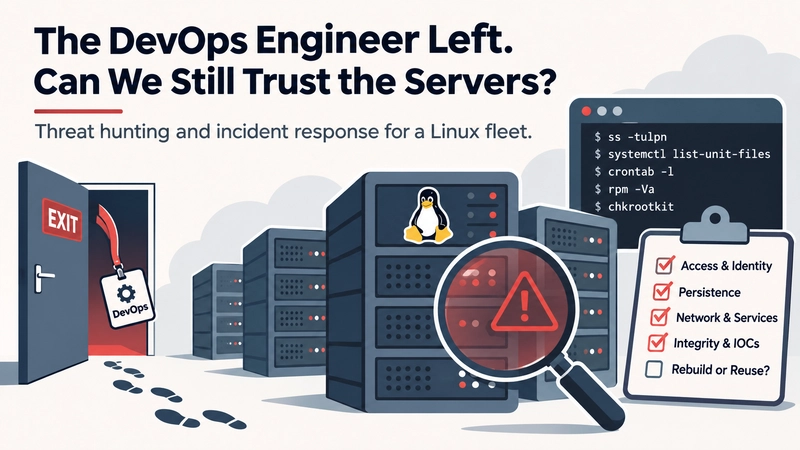 The DevOps Engineer Left.
Can We Still Trust the Servers?
Threat hunting and incident response for a Linux fleet.
EXIT
DevOps
$ ss -tulpn
$ systemctl list-unit-files
$ crontab -l
$ rpm -Va
$ chkrootkit
Access & Identity
Persistence
Network & Services
Integrity & IOCs
Rebuild or Reuse?